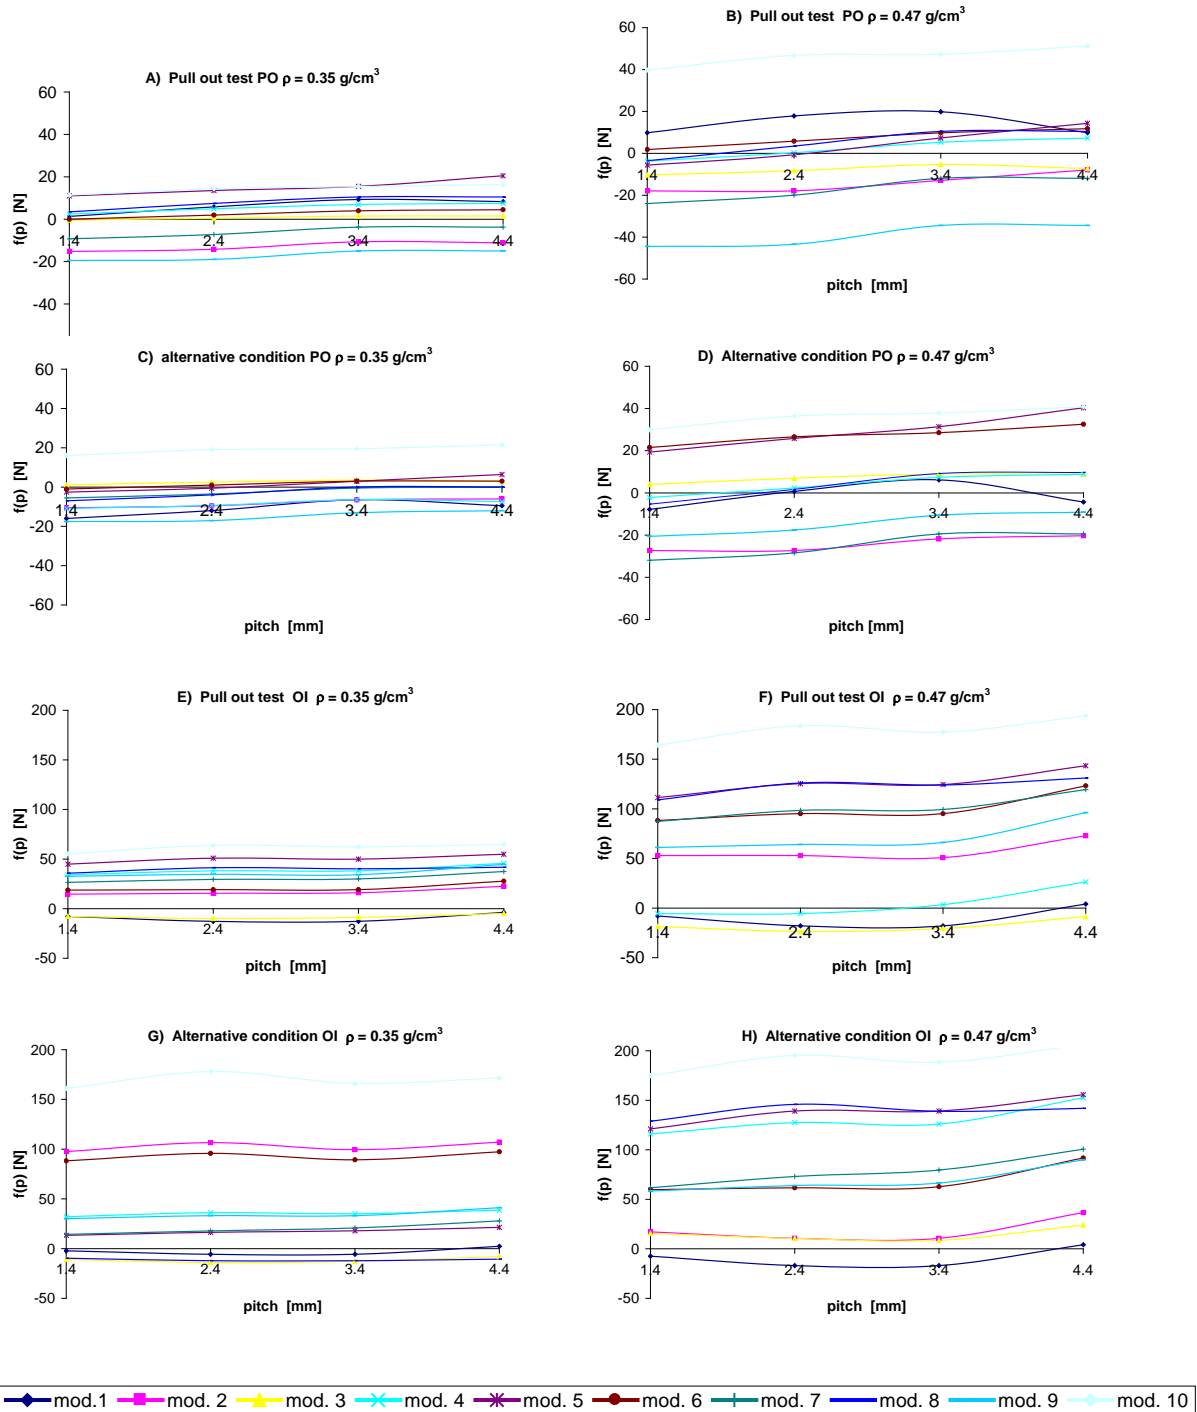 A) Pull out test PO ρ = 0.35 g/cm³
f(p) [N]
60
40
20
0
-20
-40
1.4 2.4 3.4 4.4
B) Pull out test PO ρ = 0.47 g/cm³
f(p) [N]
60
40
20
0
-20
-40
-60
1.4 2.4 3.4 4.4
pitch [mm]
C) alternative condition PO ρ = 0.35 g/cm³
f(p) [N]
60
40
20
0
-20
-40
-60
1.4 2.4 3.4 4.4
pitch [mm]
D) Alternative condition PO ρ = 0.47 g/cm³
f(p) [N]
60
40
20
0
-20
-40
-60
1.4 2.4 3.4 4.4
pitch [mm]
E) Pull out test OI ρ = 0.35 g/cm³
f(p) [N]
200
150
100
50
0
-50
1.4 2.4 3.4 4.4
pitch [mm]
F) Pull out test OI ρ = 0.47 g/cm³
f(p) [N]
200
150
100
50
0
-50
1.4 2.4 3.4 4.4
pitch [mm]
G) Alternative condition OI ρ = 0.35 g/cm³
f(p) [N]
200
150
100
50
0
-50
1.4 2.4 3.4 4.4
pitch [mm]
H) Alternative condition OI ρ = 0.47 g/cm³
f(p) [N]
200
150
100
50
0
-50
1.4 2.4 3.4 4.4
pitch [mm]
mod.1 mod. 2 mod. 3 mod. 4 mod. 5 mod. 6 mod. 7 mod. 8 mod. 9 mod. 10